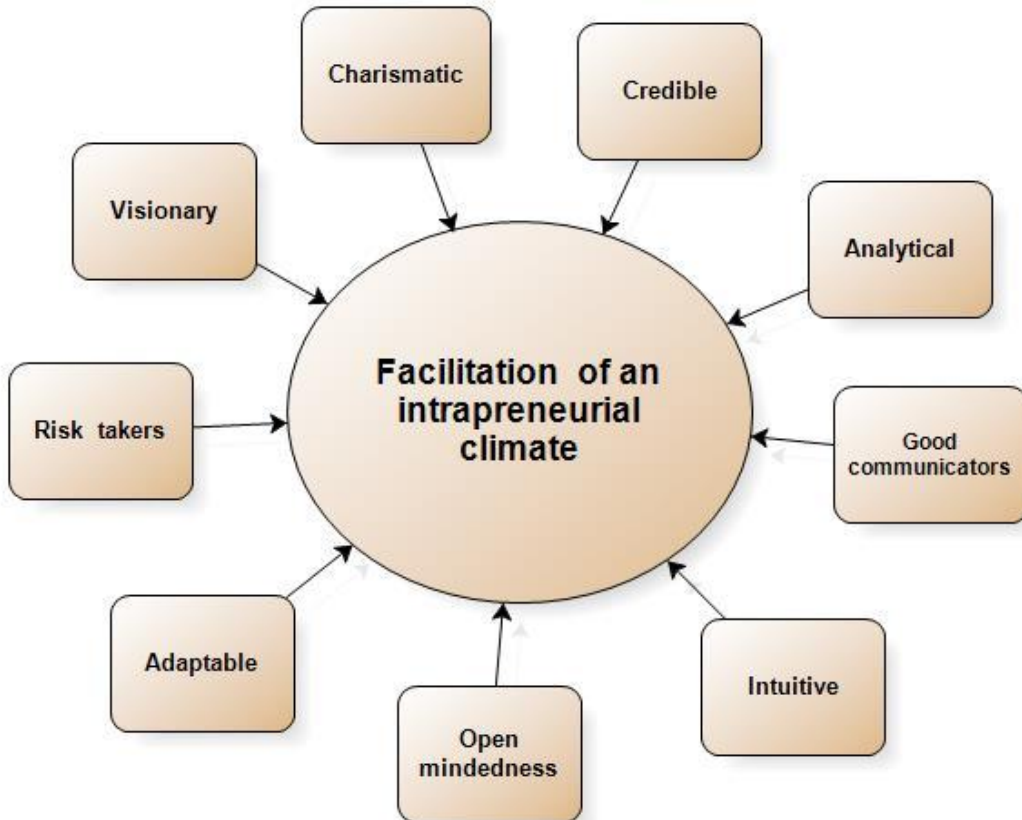 Charismatic
Credible
Visionary
Analytical
Facilitation of an
intrapreneurial
climate
Risk takers
Good
communicators
Adaptable
Intuitive
Open
mindedness